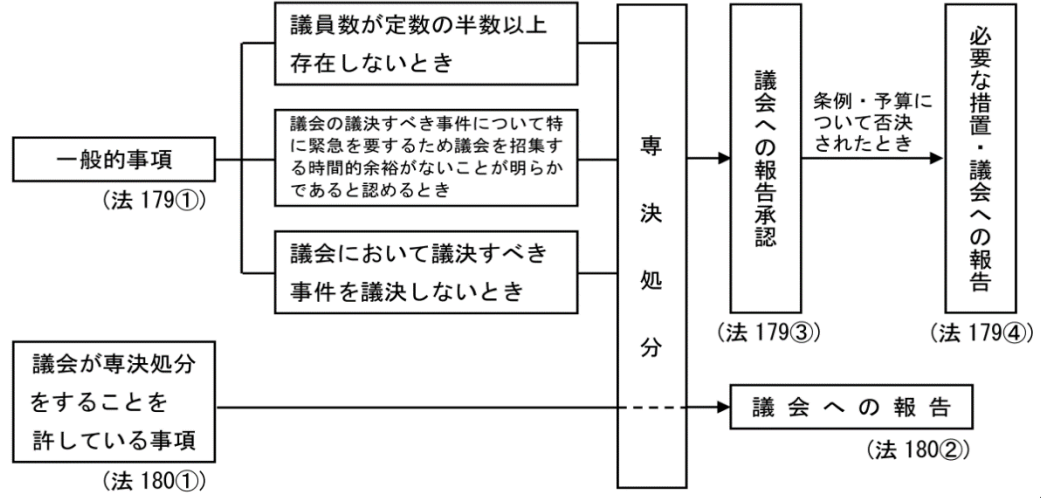 一般的事項
(法 179①)
議員数が定数の半数以上
存在しないとき
議会の議決すべき事件について特
に緊急を要するため議会を招集す
る時間的余裕がないことが明らか
であると認めるとき
議会において議決すべき
事件を議決しないとき
専決処分
議会への報告承認
(法 179③)
条例・予算に
ついて否決
されたとき
必要な措置・議会への報告
(法 179④)
議会が専決処分
をすることを
許している事項
(法 180①)
議会への報告
(法 180②)